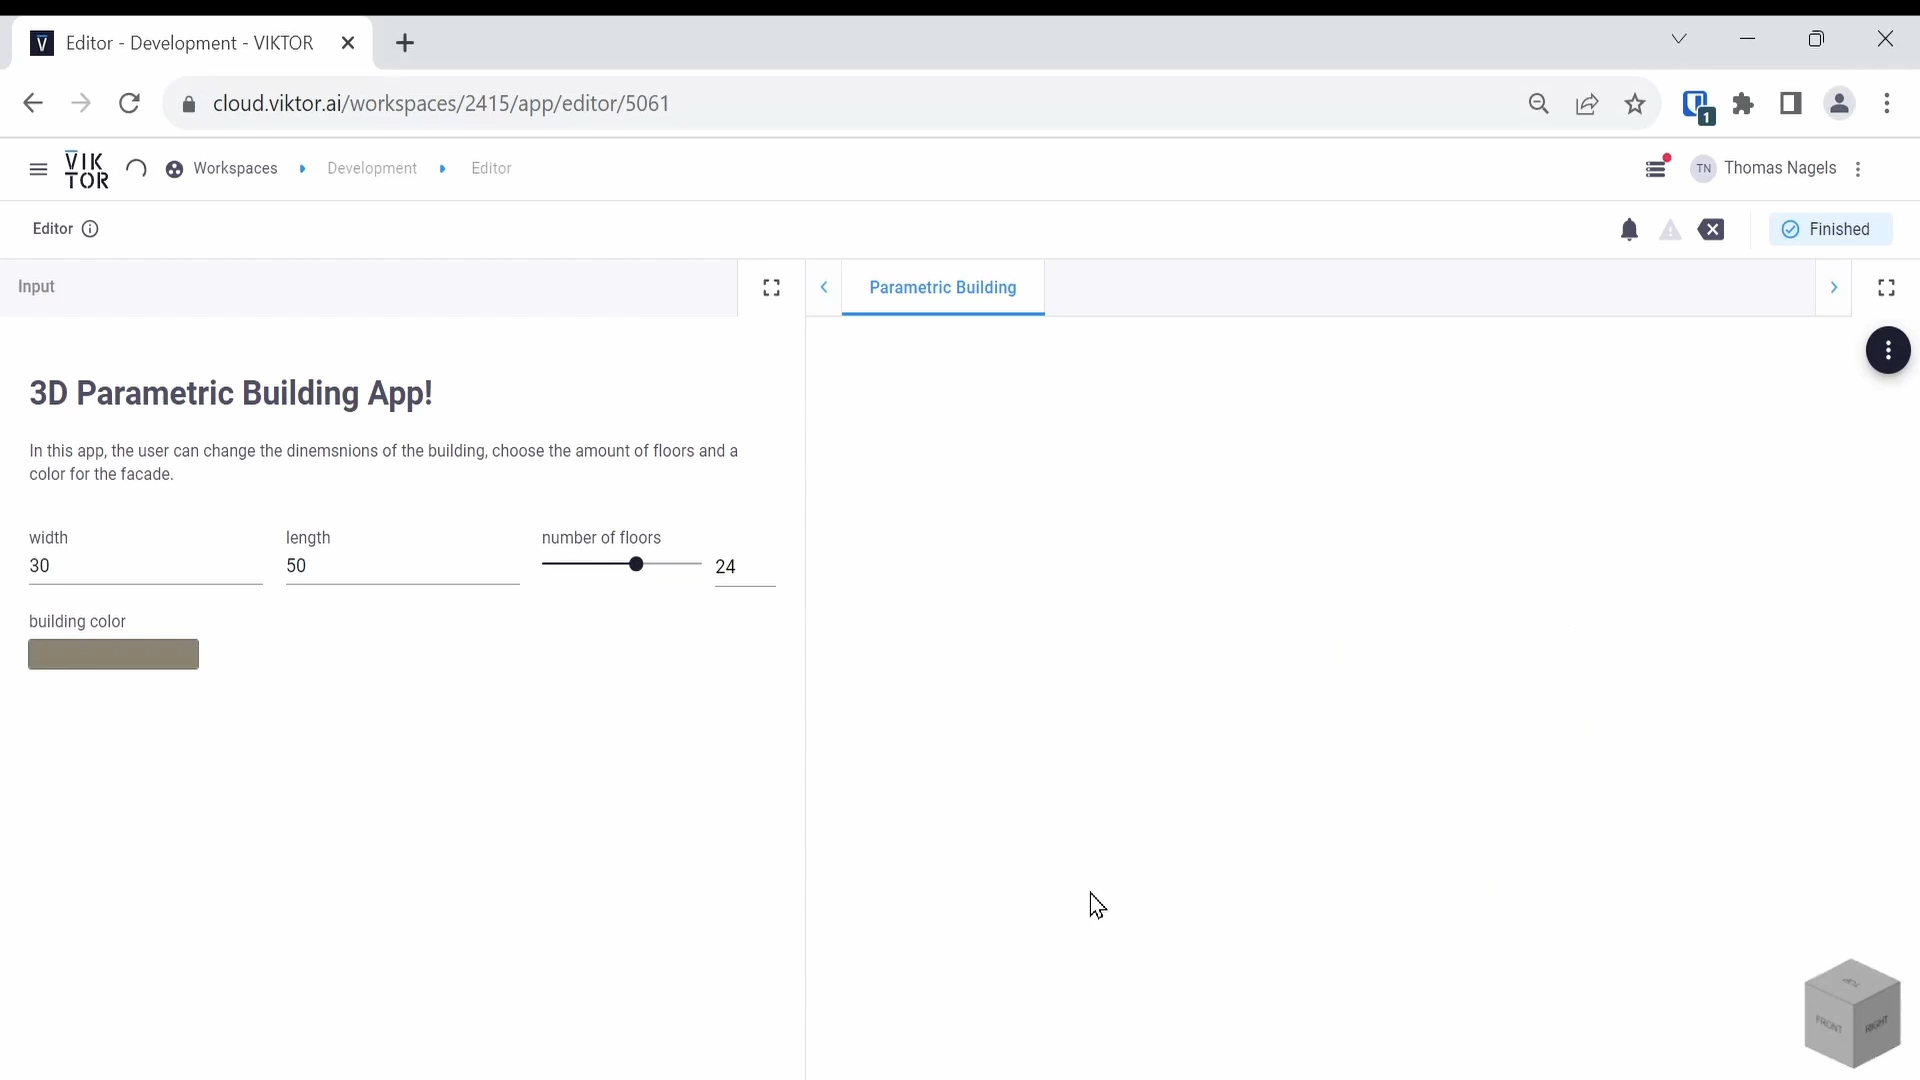 Editor - Development - VIKTOR
cloud.viktor.ai/workspaces/2415/app/editor/5061
1
VIK
TOR
Workspaces
Development
Editor
TN
Thomas Nagels
Editor
Finished
Input
Parametric Building
3D Parametric Building App!
In this app, the user can change the dinemsnions of the building, choose the amount of floors and a
color for the facade.
width
length
number of floors
30
50
24
building color
TOP
FRONT
RIGHT